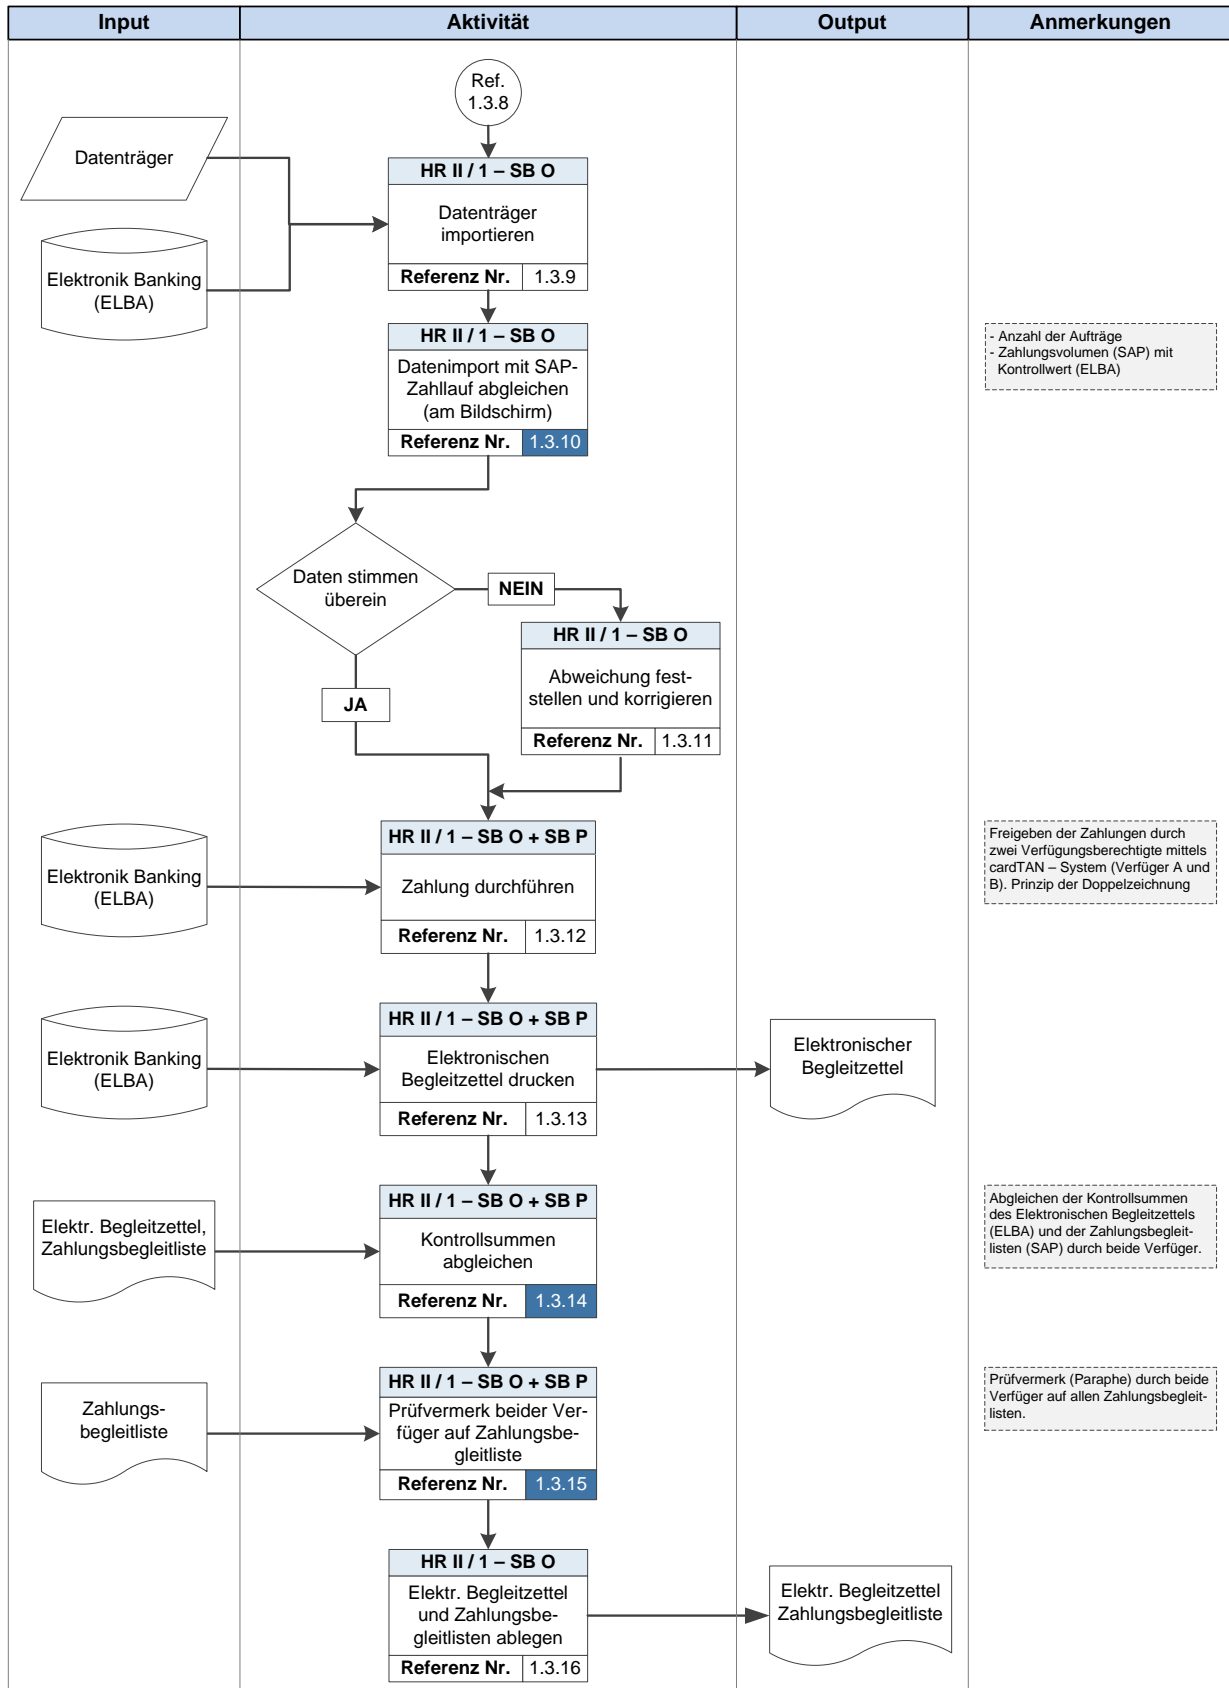 Input
Aktivität
Output
Anmerkungen
Ref.
1.3.8
Datenträger
HR II / 1 – SB O
Datenträger
importieren
Referenz Nr.
1.3.9
Elektronik Banking
(ELBA)
HR II / 1 – SB O
Datenimport mit SAP-
Zahllauf abgleichen
(am Bildschirm)
Referenz Nr.
1.3.10
- Anzahl der Aufträge
- Zahlungsvolumen (SAP) mit
Kontrollwert (ELBA)
Daten stimmen
überein
NEIN
HR II / 1 – SB O
Abweichung fest-
stellen und korrigieren
Referenz Nr.
1.3.11
JA
Elektronik Banking
(ELBA)
HR II / 1 – SB O + SB P
Zahlung durchführen
Referenz Nr.
1.3.12
Freigeben der Zahlungen durch
zwei Verfügungsberechtigte mittels
cardTAN – System (Verfüger A und
B). Prinzip der Doppelzeichnung
Elektronik Banking
(ELBA)
HR II / 1 – SB O + SB P
Elektronischen
Begleitzettel drucken
Referenz Nr.
1.3.13
Elektronischer
Begleitzettel
Elektr. Begleitzettel,
Zahlungsbegleitliste
HR II / 1 – SB O + SB P
Kontrollsummen
abgleichen
Referenz Nr.
1.3.14
Abgleichen der Kontrollsummen
des Elektronischen Begleitzettels
(ELBA) und der Zahlungsbegleit-
listen (SAP) durch beide Verfüger.
Zahlungs-
begleitliste
HR II / 1 – SB O + SB P
Prüfvermerk beider Ver-
füger auf Zahlungsbe-
gleitliste
Referenz Nr.
1.3.15
Prüfvermerk (Paraphe) durch beide
Verfüger auf allen Zahlungsbegleit-
listen.
HR II / 1 – SB O
Elektr. Begleitzettel
und Zahlungsbe-
gleitlisten ablegen
Referenz Nr.
1.3.16
Elektr. Begleitzettel
Zahlungsbegleitliste